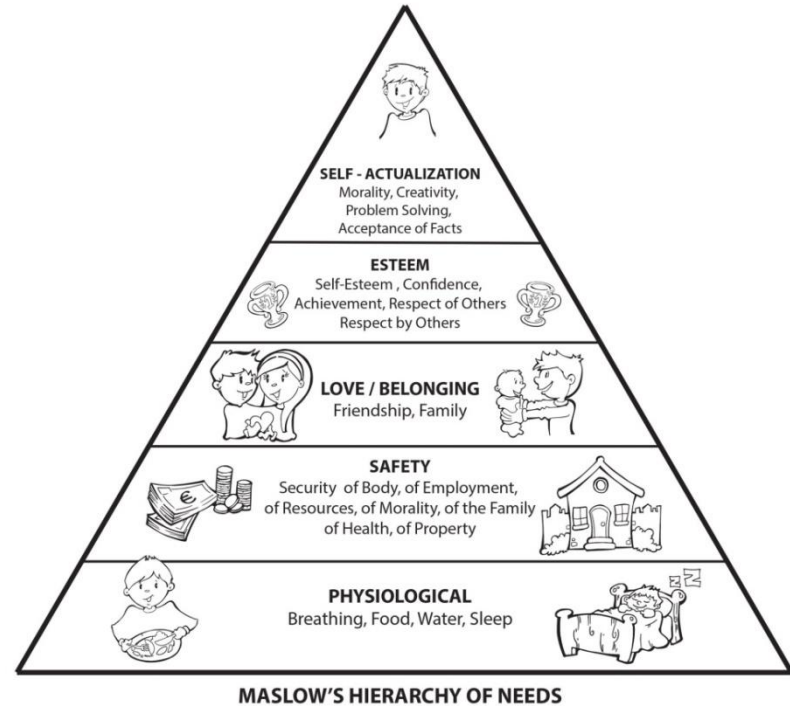 SELF - ACTUALIZATION
Morality, Creativity,
Problem Solving,
Acceptance of Facts
ESTEEM
Self-Esteem , Confidence,
Achievement, Respect of Others
Respect by Others
LOVE / BELONGING
Friendship, Family
SAFETY
Security of Body, of Employment,
of Resources, of Morality, of the Family
of Health, of Property
€
PHYSIOLOGICAL
Breathing, Food, Water, Sleep
Z Z
MASLOW'S HIERARCHY OF NEEDS